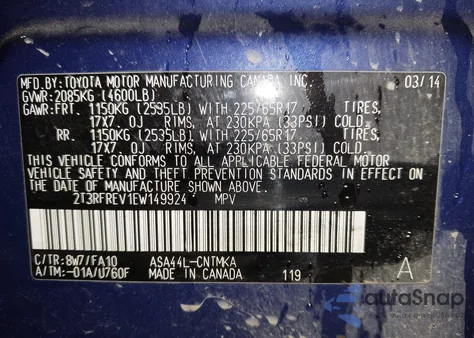 MFD.BY:TOYOTA MOTOR MANUFACTURING CANADA INC. 03/14
GVWR:2085KG (4600LB)
GAWR:FRT. 1150KG (2535LB) WITH 225/65R17 TIRES,
17X7.0J RIMS, AT 230KPA (33PSI) COLD.
RR. 1150KG (2535LB) WITH 225/65R17 TIRES,
17X7.0J RIMS, AT 230KPA (33PSI) COLD.
THIS VEHICLE CONFORMS TO ALL APPLICABLE FEDERAL MOTOR
VEHICLE SAFETY AND THEFT PREVENTION STANDARDS IN EFFECT
ON THE DATE OF MANUFACTURE SHOWN ABOVE.
2T3RFREV1EW149924 MPV
C/TR:8W7/FA10 ASA44L-CNTMKA
A/TM:-01A/U760F MADE IN CANADA 119 A
autoSnap